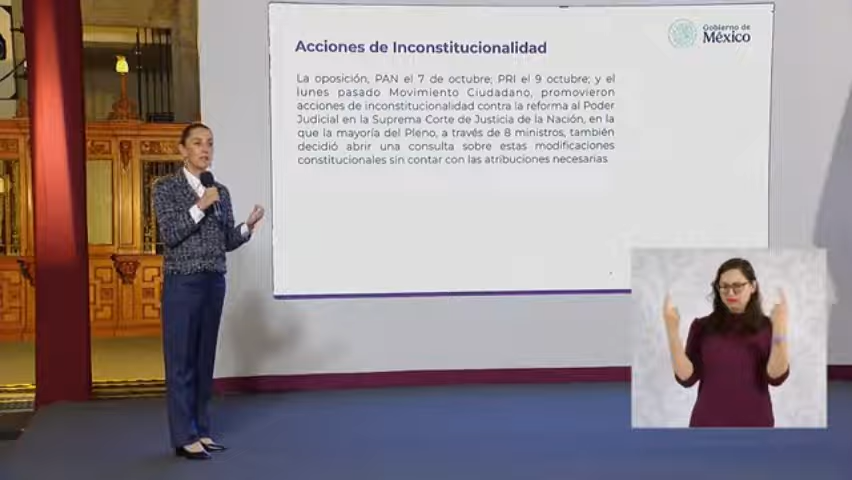 Gobierno de
México
Acciones de Inconstitucionalidad
La oposición, PAN el 7 de octubre; PRI el 9 octubre; y el
lunes pasado Movimiento Ciudadano, promovieron
acciones de inconstitucionalidad contra la reforma al Poder
Judicial en la Suprema Corte de Justicia de la Nación, en la
que la mayoría del Pleno, a través de 8 ministros, también
decidió abrir una consulta sobre estas modificaciones
constitucionales sin contar con las atribuciones necesarias.